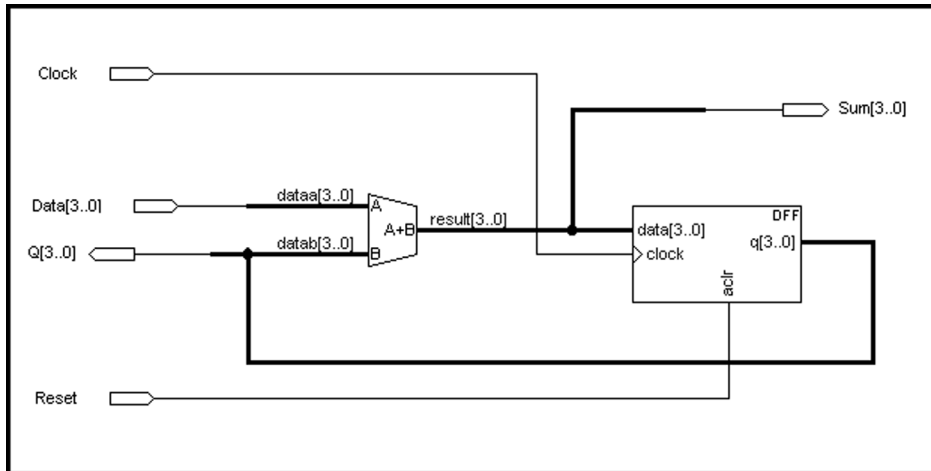 Clock
Sum[3..0]
Data[3..0]
dataa[3..0]
A
A+B
result[3..0]
DFF
data[3..0]
q[3..0]
Q[3..0]
datab[3..0]
B
clock
aclr
Reset